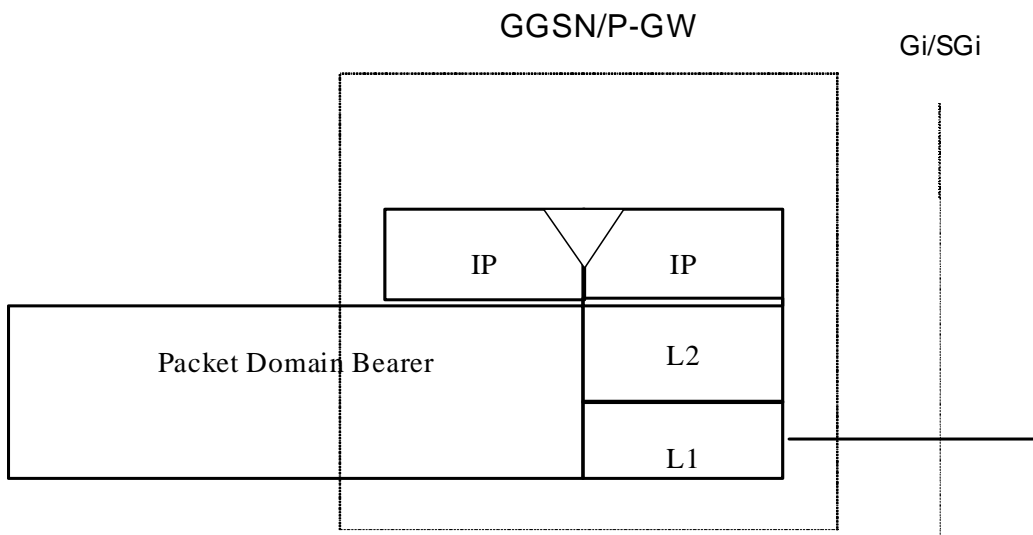 GGSN/P-GW
Gi/SGi
IP
IP
Packet Domain Bearer
L2
L1